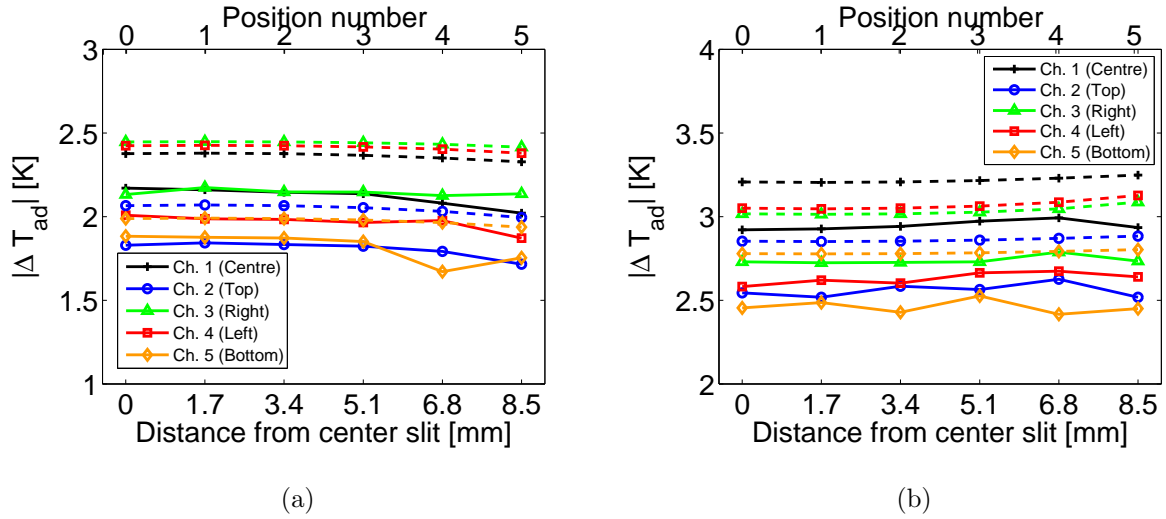 Position number
0 1 2 3 4 5
3
2.5
2
1.5
1
|Δ T_ad| [K]
Ch. 1 (Centre)
Ch. 2 (Top)
Ch. 3 (Right)
Ch. 4 (Left)
Ch. 5 (Bottom)
0 1.7 3.4 5.1 6.8 8.5
Distance from center slit [mm]
(a)
Position number
0 1 2 3 4 5
4
3.5
3
2.5
2
|Δ T_ad| [K]
Ch. 1 (Centre)
Ch. 2 (Top)
Ch. 3 (Right)
Ch. 4 (Left)
Ch. 5 (Bottom)
0 1.7 3.4 5.1 6.8 8.5
Distance from center slit [mm]
(b)